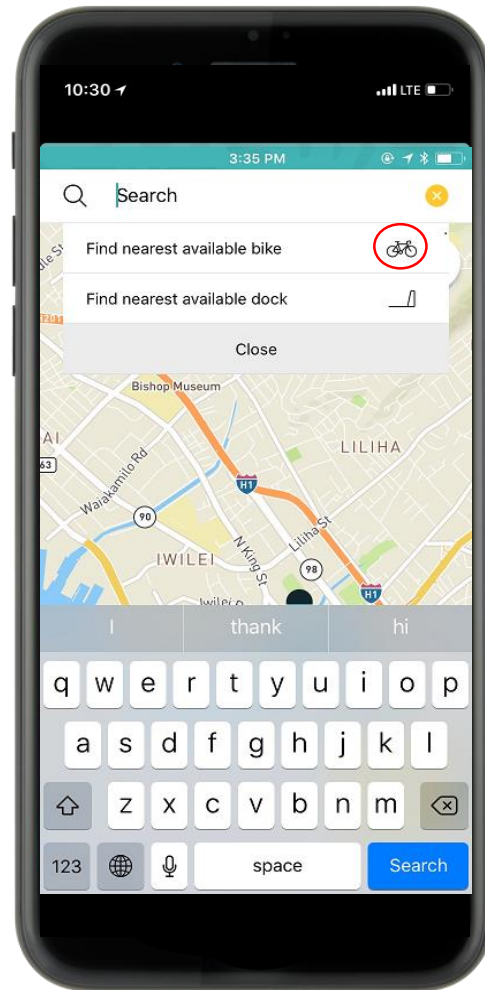 10:30 LTE
3:35 PM
Search
Find nearest available bike
Find nearest available dock
Close
Bishop Museum
AI
LILIHA
63
Waiakamilo Rd
H1
90
Liliha St
IWILEI
N King St
98
H1
I thank hi
q w e r t y u i o p
a s d f g h j k l
z x c v b n m
123 space Search